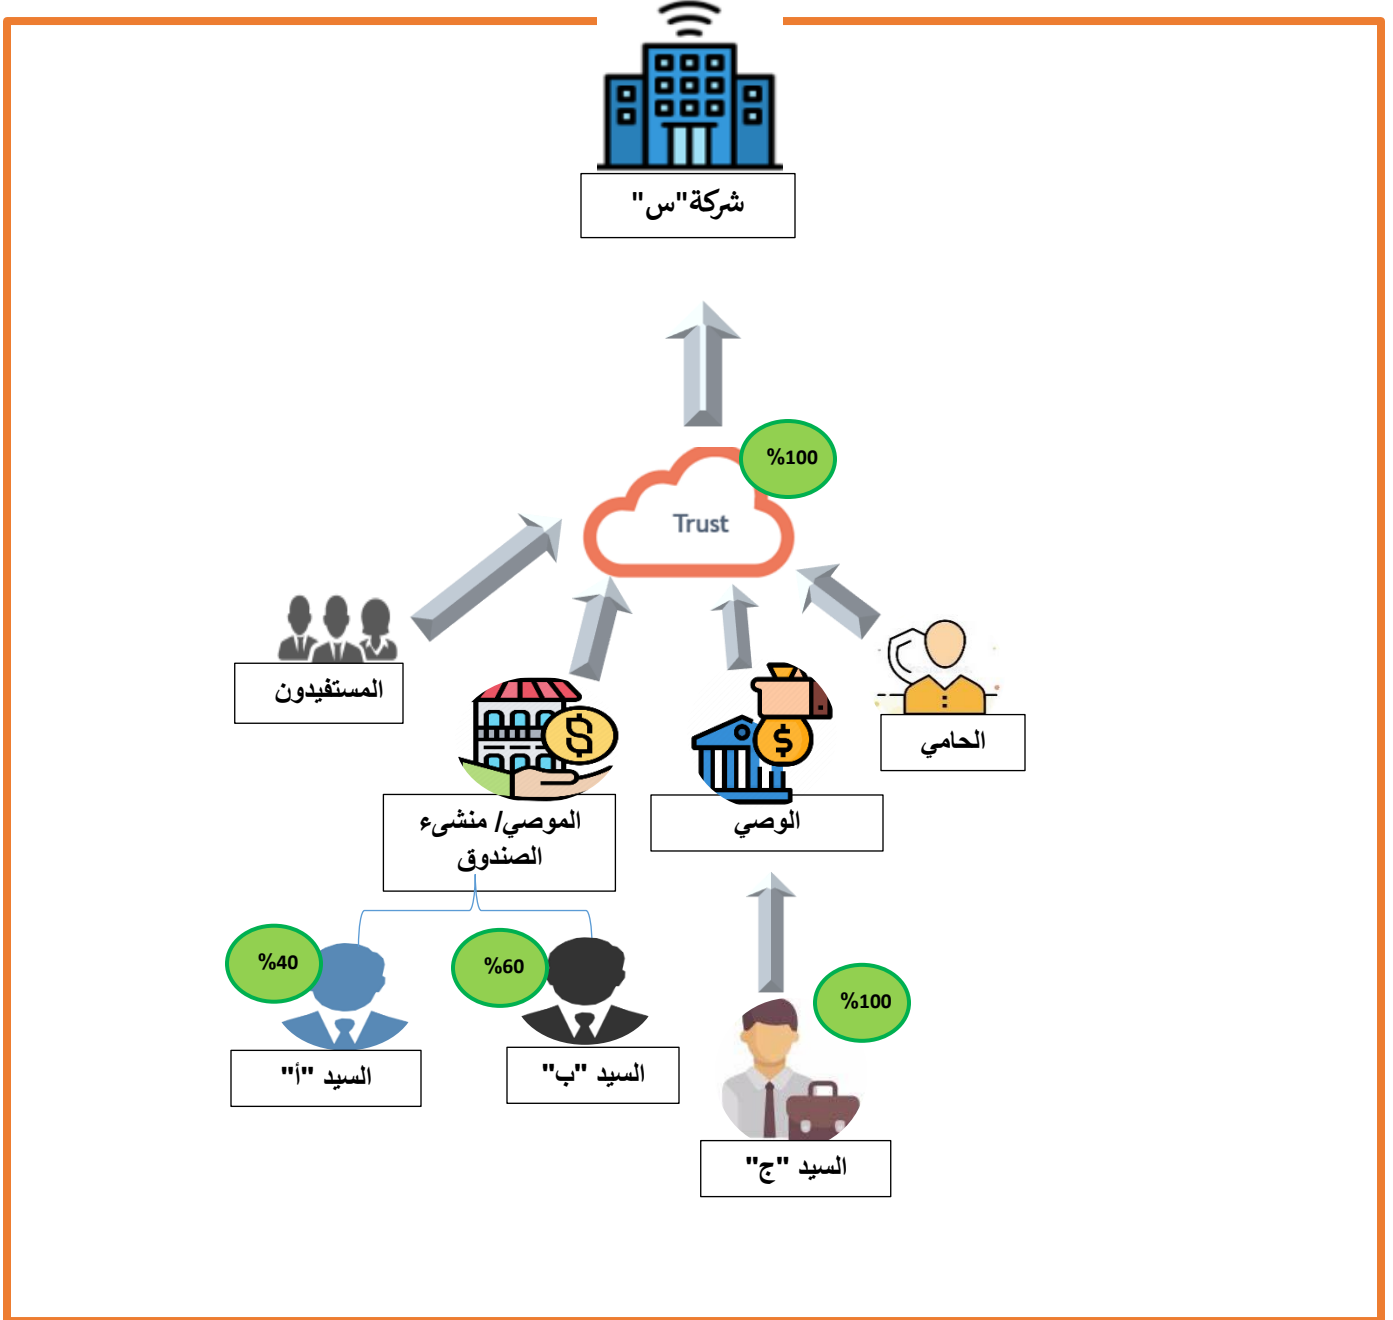 شركة"س"
%100
Trust
المستفيدون
الحامي
الموصي/ منشىء
الصندوق
الوصي
%40
%60
%100
السيد "أ"
السيد "ب"
السيد "ج"